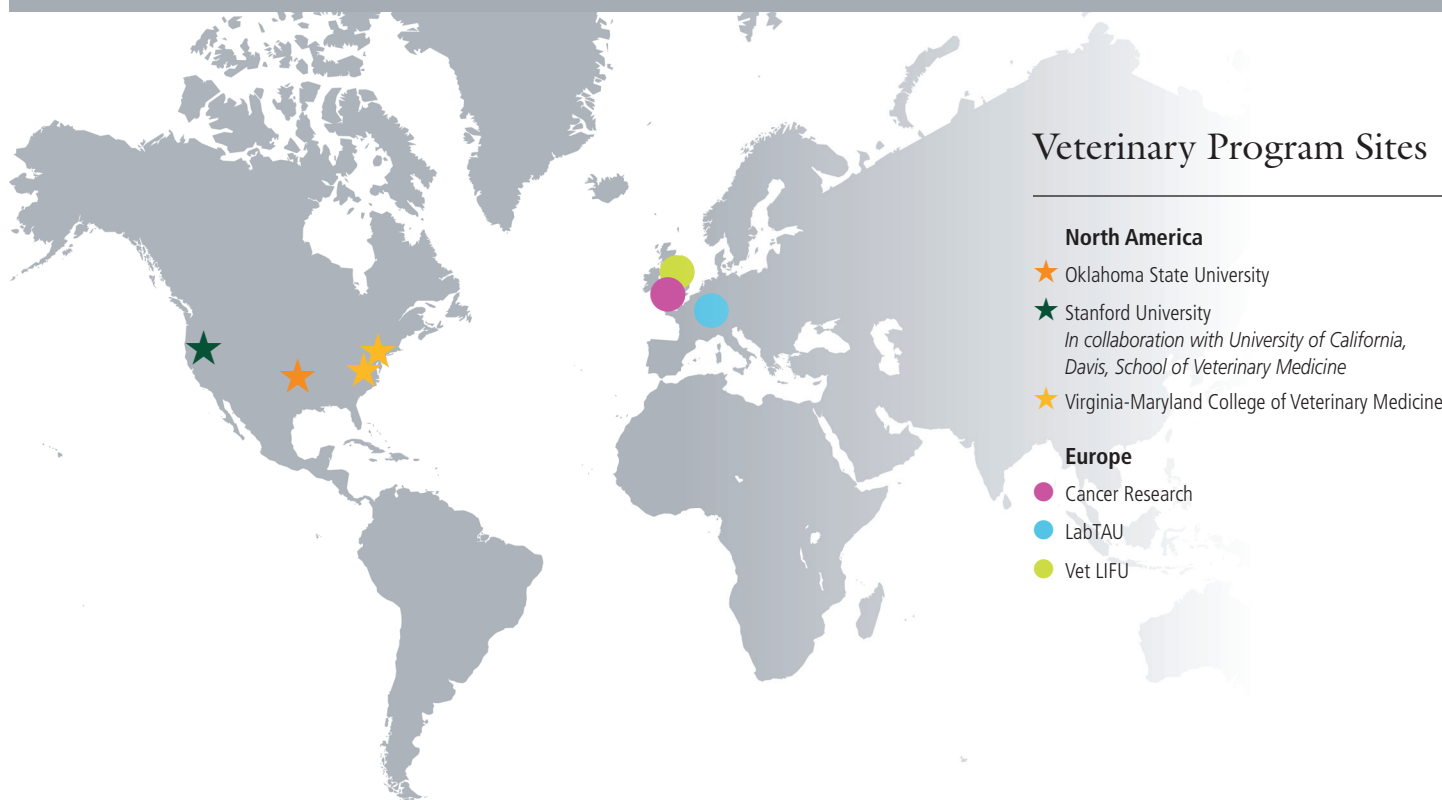 Veterinary Program Sites
North America
Oklahoma State University
Stanford University
In collaboration with University of California,
Davis, School of Veterinary Medicine
Virginia-Maryland College of Veterinary Medicine
Europe
Cancer Research
LabTAU
Vet LIFU